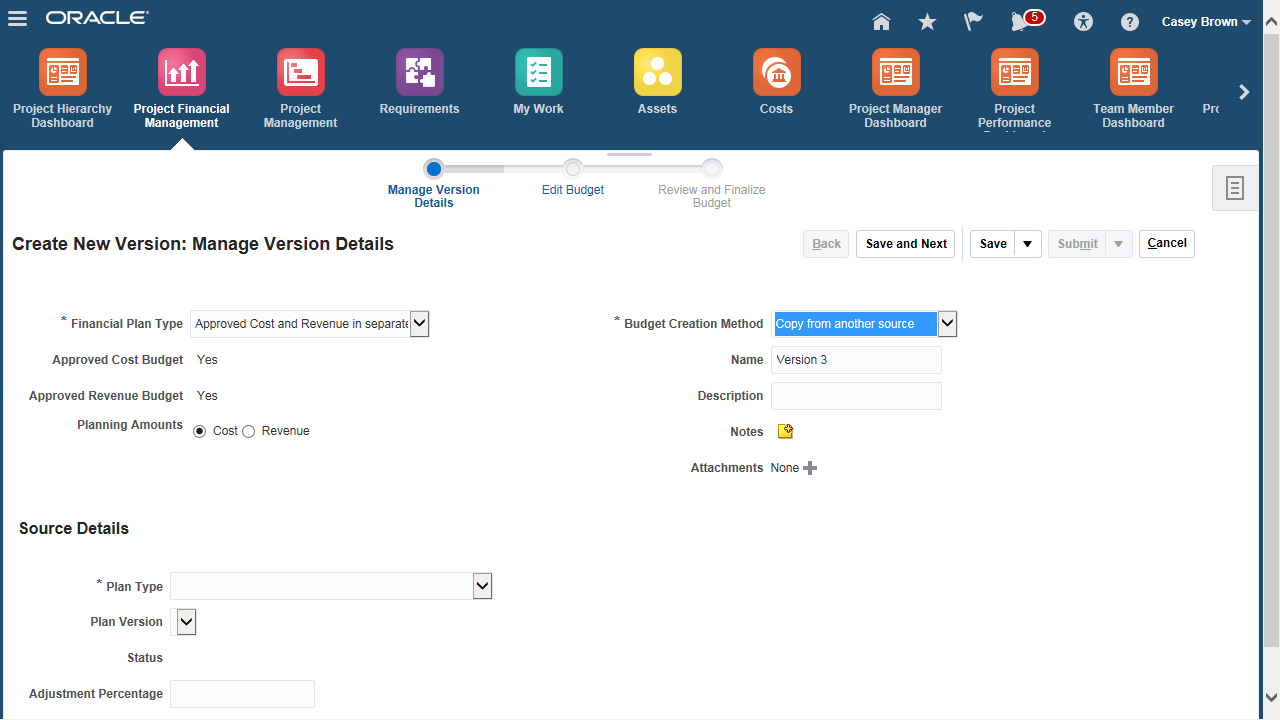 ORACLE
5
Casey Brown
Project Hierarchy
Dashboard
Project Financial
Management
Project
Management
Requirements
My Work
Assets
Costs
Project Manager
Dashboard
Project
Performance
Team Member
Dashboard
Pro
Manage Version
Details
Edit Budget
Review and Finalize
Budget
Create New Version: Manage Version Details
Back
Save and Next
Save
Submit
Cancel
* Financial Plan Type Approved Cost and Revenue in separate
Approved Cost Budget Yes
Approved Revenue Budget Yes
Planning Amounts Cost Revenue
* Budget Creation Method Copy from another source
Name Version 3
Description
Notes
Attachments None
Source Details
* Plan Type
Plan Version
Status
Adjustment Percentage